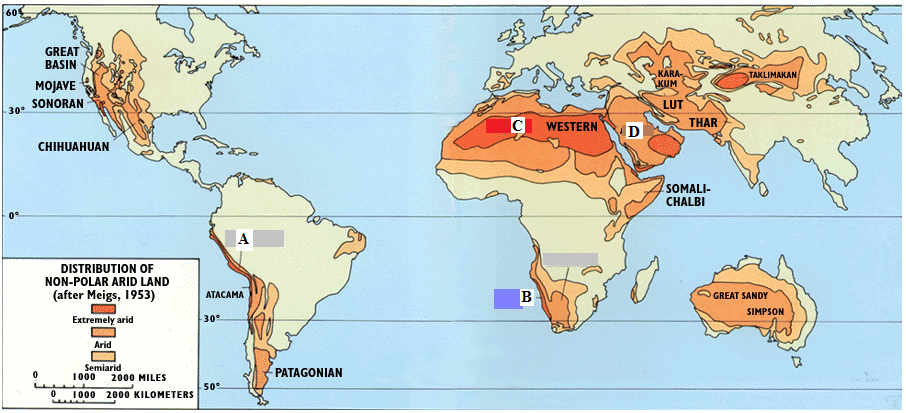 60°
GREAT
BASIN
MOJAVE
SONORAN
30°
CHIHUAHUAN
KARA-
KUM
TAKLIMAKAN
LUT
THAR
C
WESTERN
D
SOMALI-
CHALBI
0°
A
ATACAMA
B
GREAT SANDY
SIMPSON
30°
PATAGONIAN
50°
DISTRIBUTION OF
NON-POLAR ARID LAND
(after Meigs, 1953)
Extremely arid
Arid
Semiarid
0 1000 2000 MILES
0 1000 2000 KILOMETERS